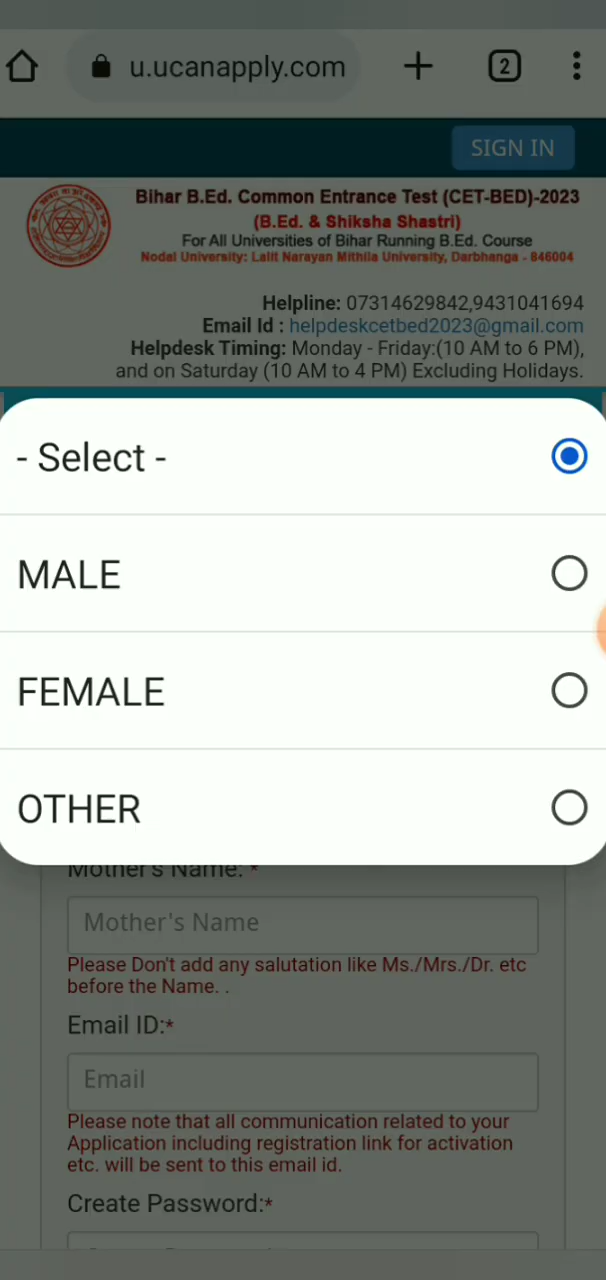 u.ucanapply.com
2
SIGN IN
Bihar B.Ed. Common Entrance Test (CET-BED)-2023
(B.Ed. & Shiksha Shastri)
For All Universities of Bihar Running B.Ed. Course
Nodal University: Lalit Narayan Mithila University, Darbhanga - 846004
Helpline: 07314629842,9431041694
Email Id : helpdeskcetbed2023@gmail.com
Helpdesk Timing: Monday - Friday:(10 AM to 6 PM),
and on Saturday (10 AM to 4 PM) Excluding Holidays.
- Select -
MALE
FEMALE
OTHER
Mother's Name: *
Mother's Name
Please Don't add any salutation like Ms./Mrs./Dr. etc
before the Name. .
Email ID:*
Email
Please note that all communication related to your
Application including registration link for activation
etc. will be sent to this email id.
Create Password:*